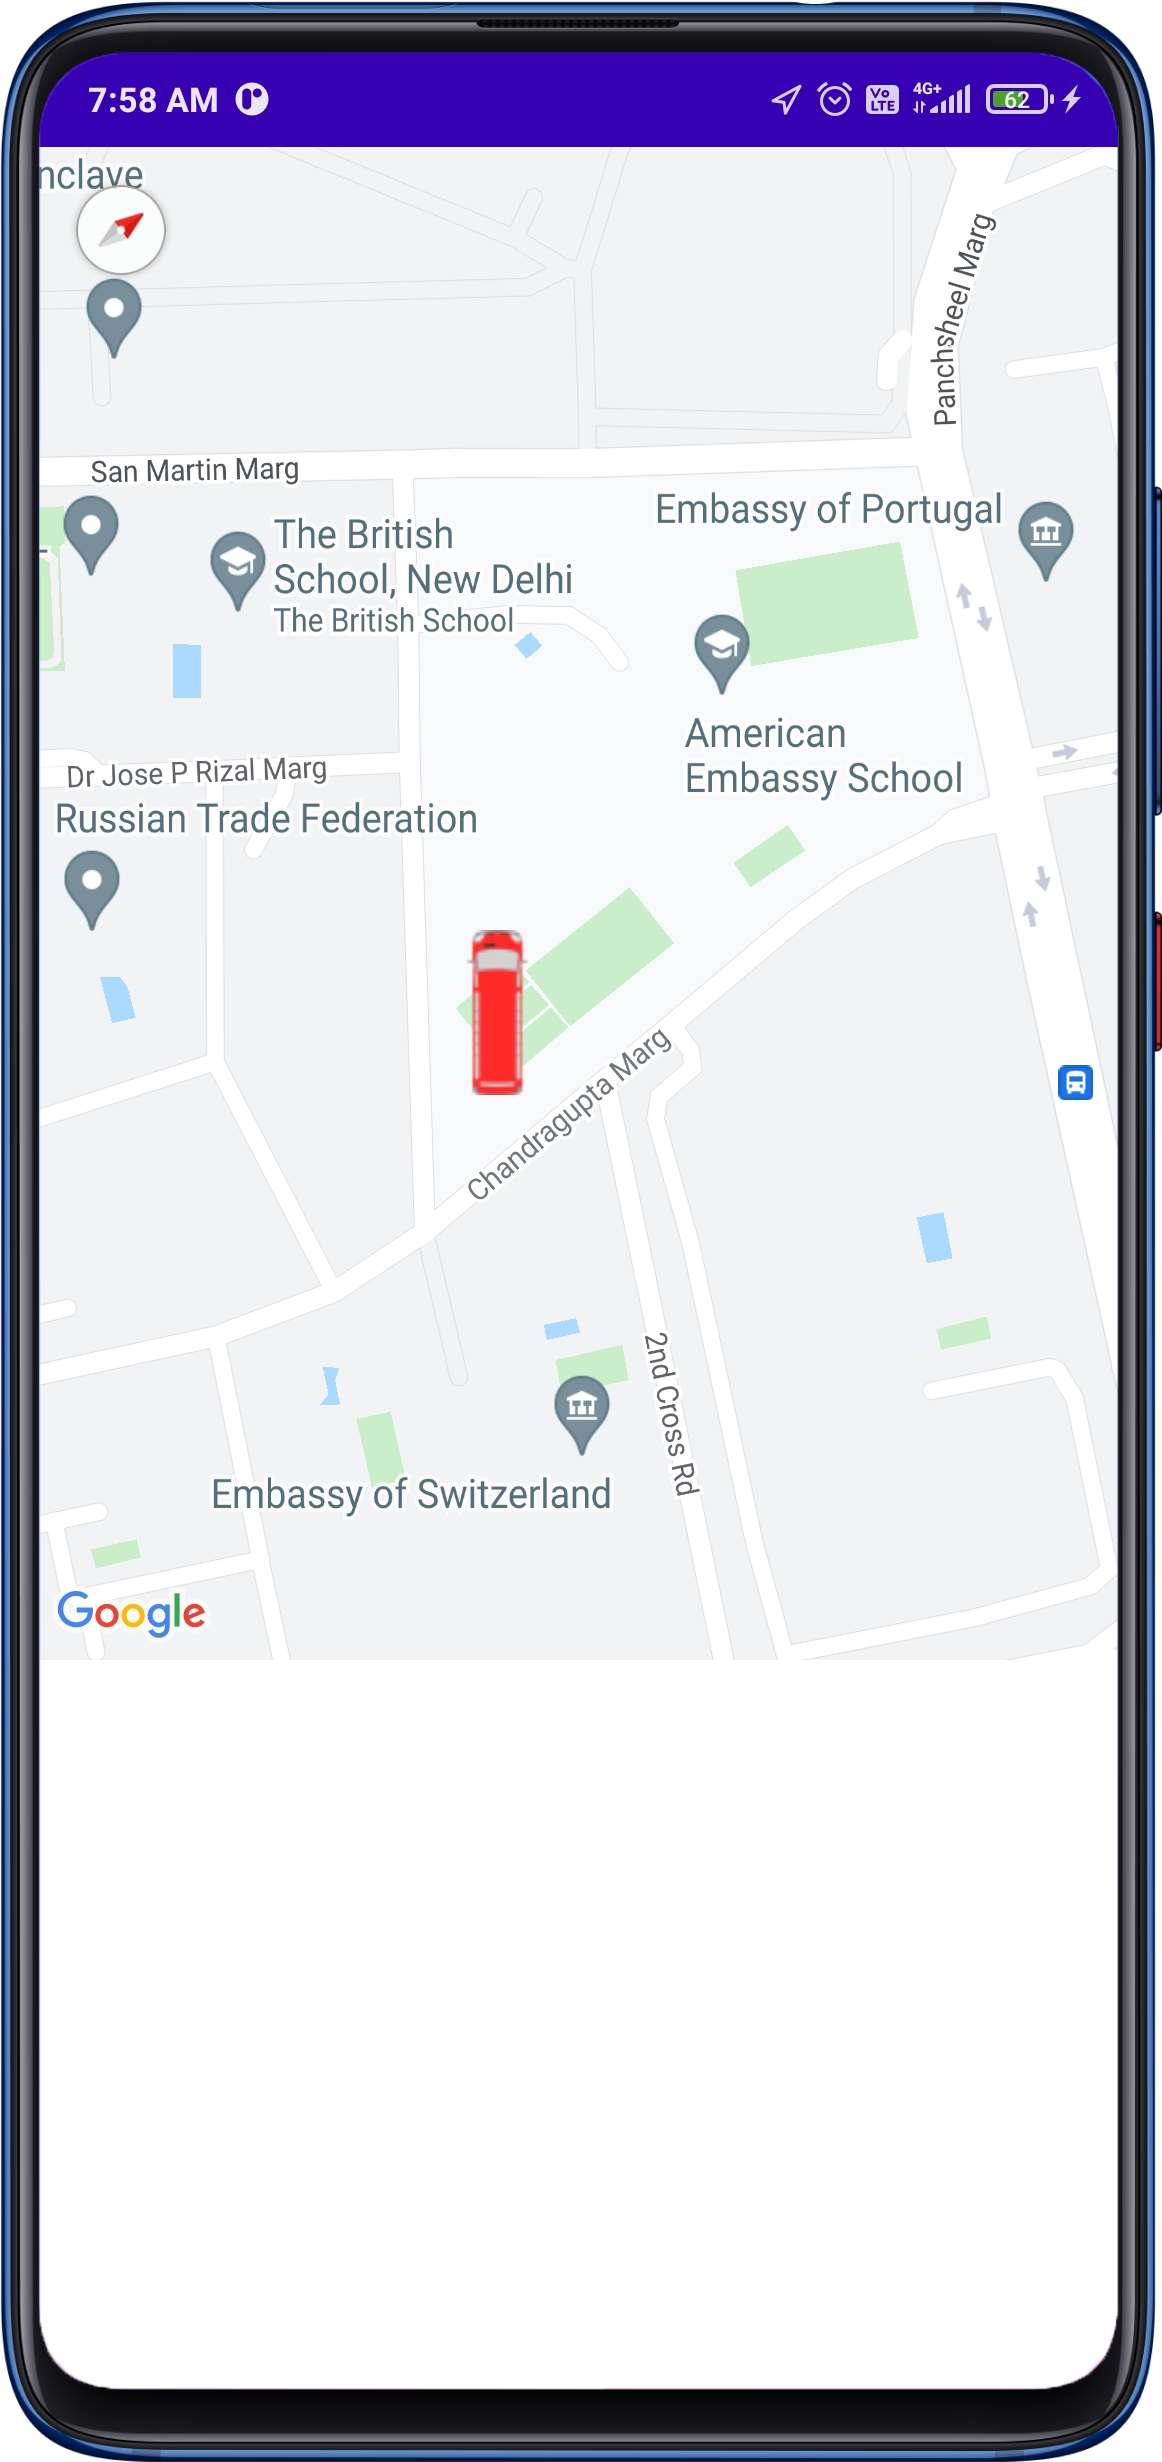 7:58 AM
Vo
LTE
4G+
62
nclave
Panchsheel Marg
San Martin Marg
Embassy of Portugal
The British
School, New Delhi
The British School
American
Embassy School
Dr Jose P Rizal Marg
Russian Trade Federation
Chandragupta Marg
2nd Cross Rd
Embassy of Switzerland
Google